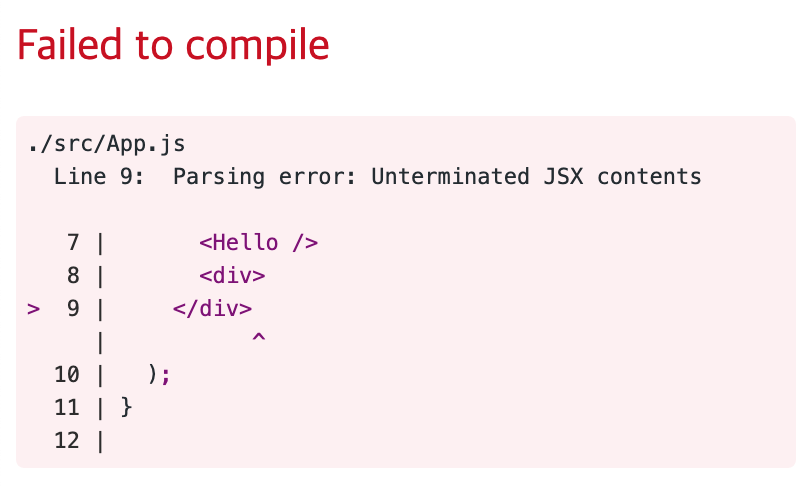 Failed to compile
./src/App.js
  Line 9:  Parsing error: Unterminated JSX contents
   7 |       <Hello />
   8 |       <div>
>  9 |     </div>
     |           ^
  10 |   );
  11 | }
  12 |